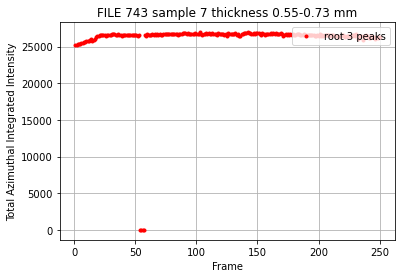 FILE 743 sample 7 thickness 0.55-0.73 mm
root 3 peaks
Total Azimuthal Integrated Intensity
25000
20000
15000
10000
5000
0
0 50 100 150 200 250
Frame